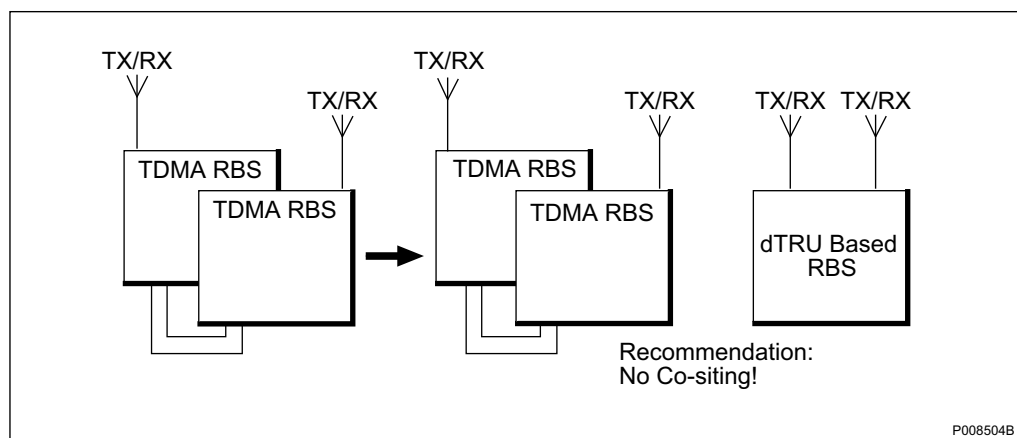 TX/RX
TX/RX
TDMA RBS
TDMA RBS
TX/RX
TX/RX
TDMA RBS
TDMA RBS
TX/RX
TX/RX
dTRU Based
RBS
Recommendation:
No Co-siting!
P008504B